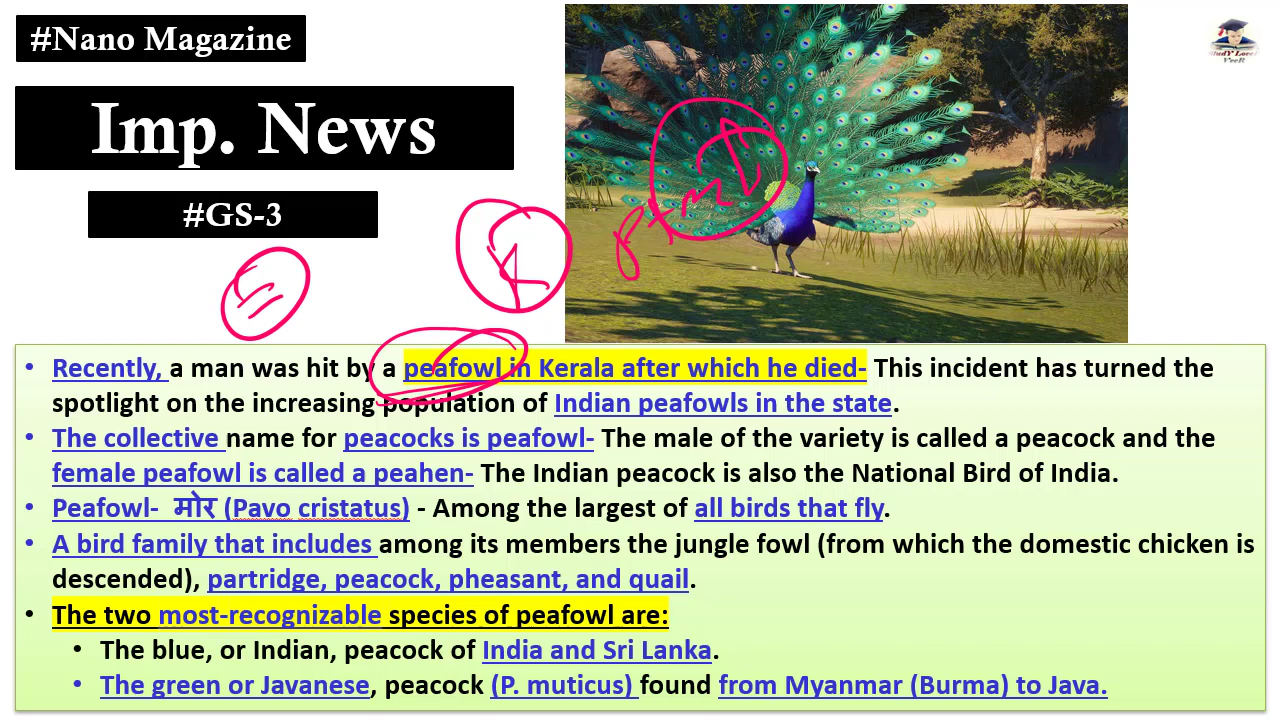 #Nano Magazine
Imp. News
#GS-3
StudY Lover
VeeR
• Recently, a man was hit by a peafowl in Kerala after which he died- This incident has turned the
spotlight on the increasing population of Indian peafowls in the state.
• The collective name for peacocks is peafowl- The male of the variety is called a peacock and the
female peafowl is called a peahen- The Indian peacock is also the National Bird of India.
• Peafowl- मोर (Pavo cristatus) - Among the largest of all birds that fly.
• A bird family that includes among its members the jungle fowl (from which the domestic chicken is
descended), partridge, peacock, pheasant, and quail.
• The two most-recognizable species of peafowl are:
• The blue, or Indian, peacock of India and Sri Lanka.
• The green or Javanese, peacock (P. muticus) found from Myanmar (Burma) to Java.